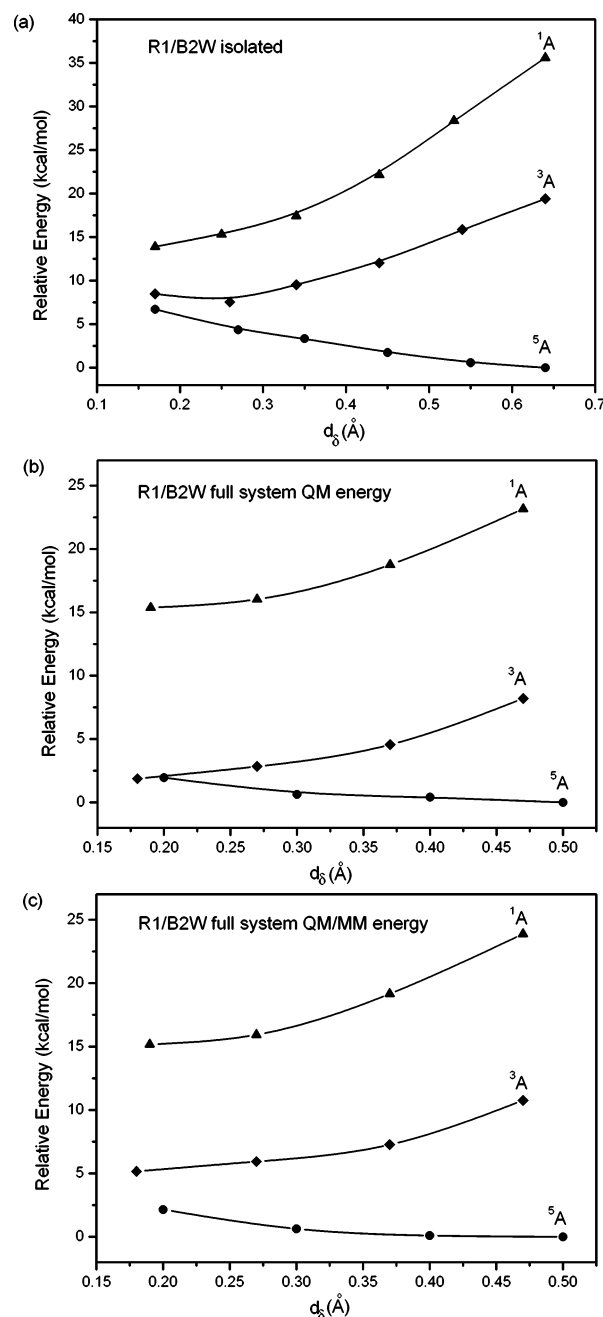 (a)
R1/B2W isolated
¹A
³A
⁵A
Relative Energy (kcal/mol)
40
35
30
25
20
15
10
5
0
0.1 0.2 0.3 0.4 0.5 0.6 0.7
dδ(Å)
(b)
R1/B2W full system QM energy
¹A
³A
⁵A
Relative Energy (kcal/mol)
25
20
15
10
5
0
0.15 0.20 0.25 0.30 0.35 0.40 0.45 0.50
dδ(Å)
(c)
R1/B2W full system QM/MM energy
¹A
³A
⁵A
Relative Energy (kcal/mol)
25
20
15
10
5
0
0.15 0.20 0.25 0.30 0.35 0.40 0.45 0.50
dδ(Å)